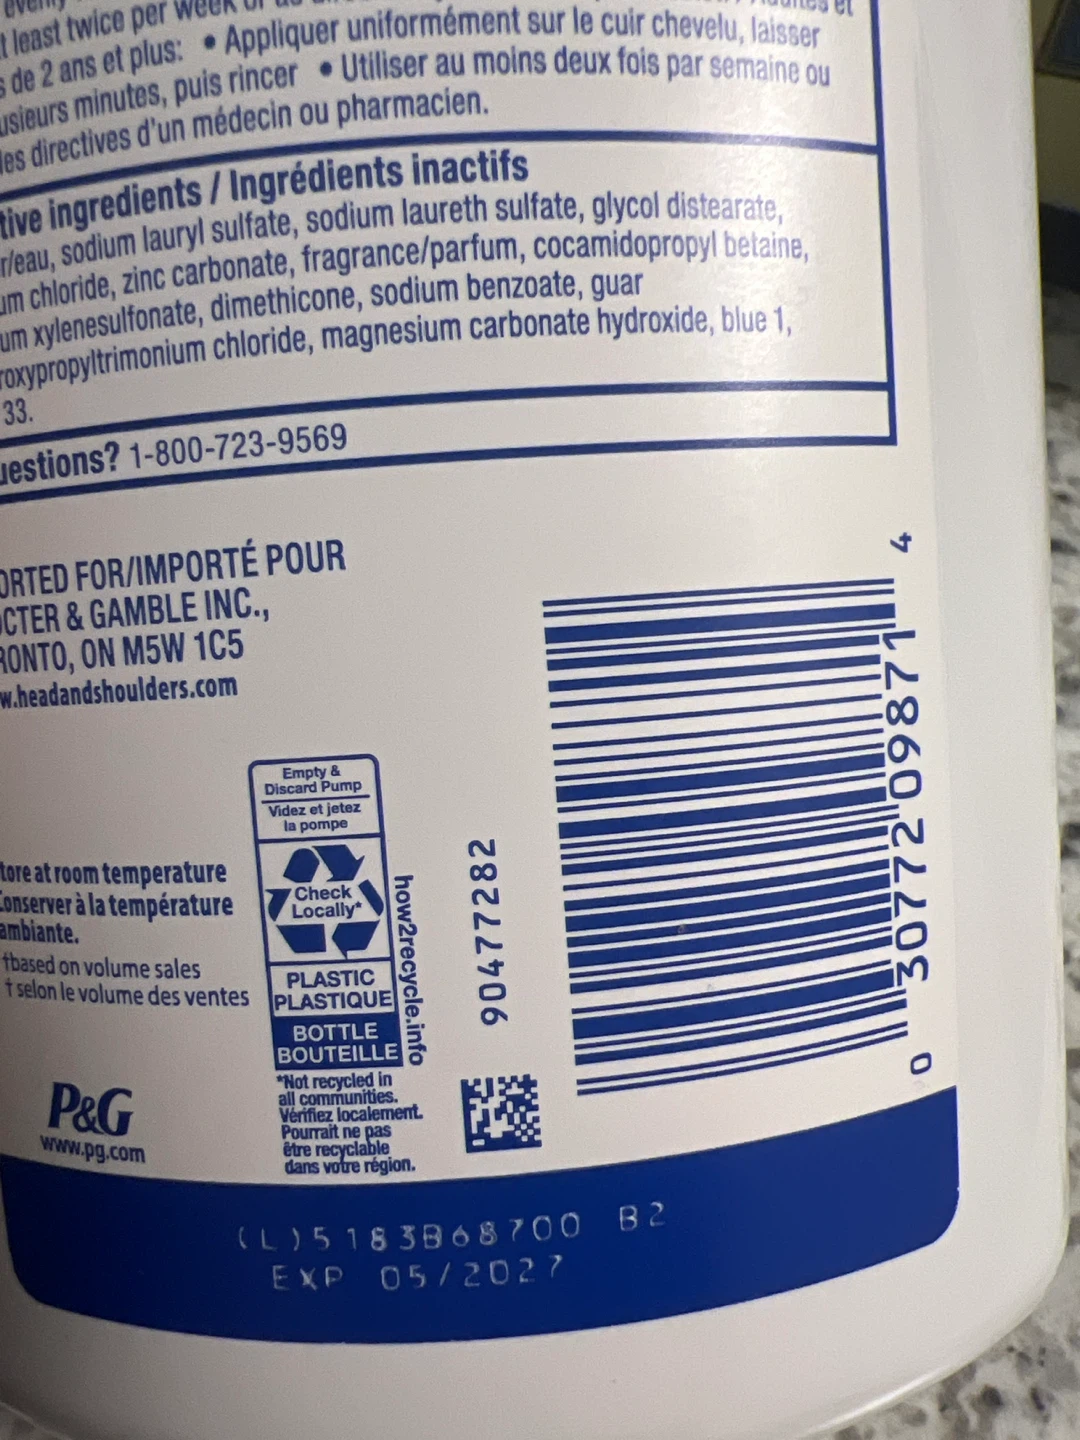 least twice per week
de 2 ans et plus: • Appliquer uniformément sur le cuir chevelu, laisser
usieurs minutes, puis rincer • Utiliser au moins deux fois par semaine ou
les directives d'un médecin ou pharmacien.
tive ingredients / Ingrédients inactifs
r/eau, sodium lauryl sulfate, sodium laureth sulfate, glycol distearate,
um chloride, zinc carbonate, fragrance/parfum, cocamidopropyl betaine,
um xylenesulfonate, dimethicone, sodium benzoate, guar
roxypropyltrimonium chloride, magnesium carbonate hydroxide, blue 1,
33.
uestions? 1-800-723-9569
ORTED FOR/IMPORTÉ POUR
OCTER & GAMBLE INC.,
RONTO, ON M5W 1C5
w.headandshoulders.com
Empty &
Discard Pump
Videz et jetez
la pompe
Check
Locally*
PLASTIC
PLASTIQUE
BOTTLE
BOUTEILLE
how2recycle.info
*Not recycled in
all communities.
Vérifiez localement.
Pourrait ne pas
être recyclable
dans votre région.
tore at room temperature
Conserver à la température
ambiante.
†based on volume sales
† selon le volume des ventes
P&G
www.pg.com
90477282
0 30772 09871 4
(L)5183B68700 B2
EXP 05/2027